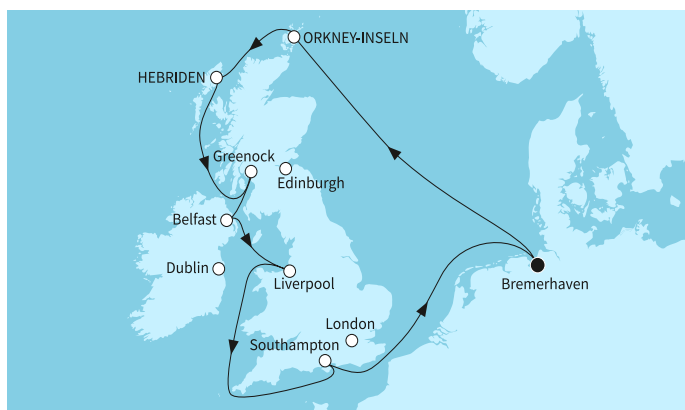 ORKNEY-INSELN
HEBRIDEN
Greenock
Edinburgh
Belfast
Dublin
Liverpool
Bremerhaven
London
Southampton